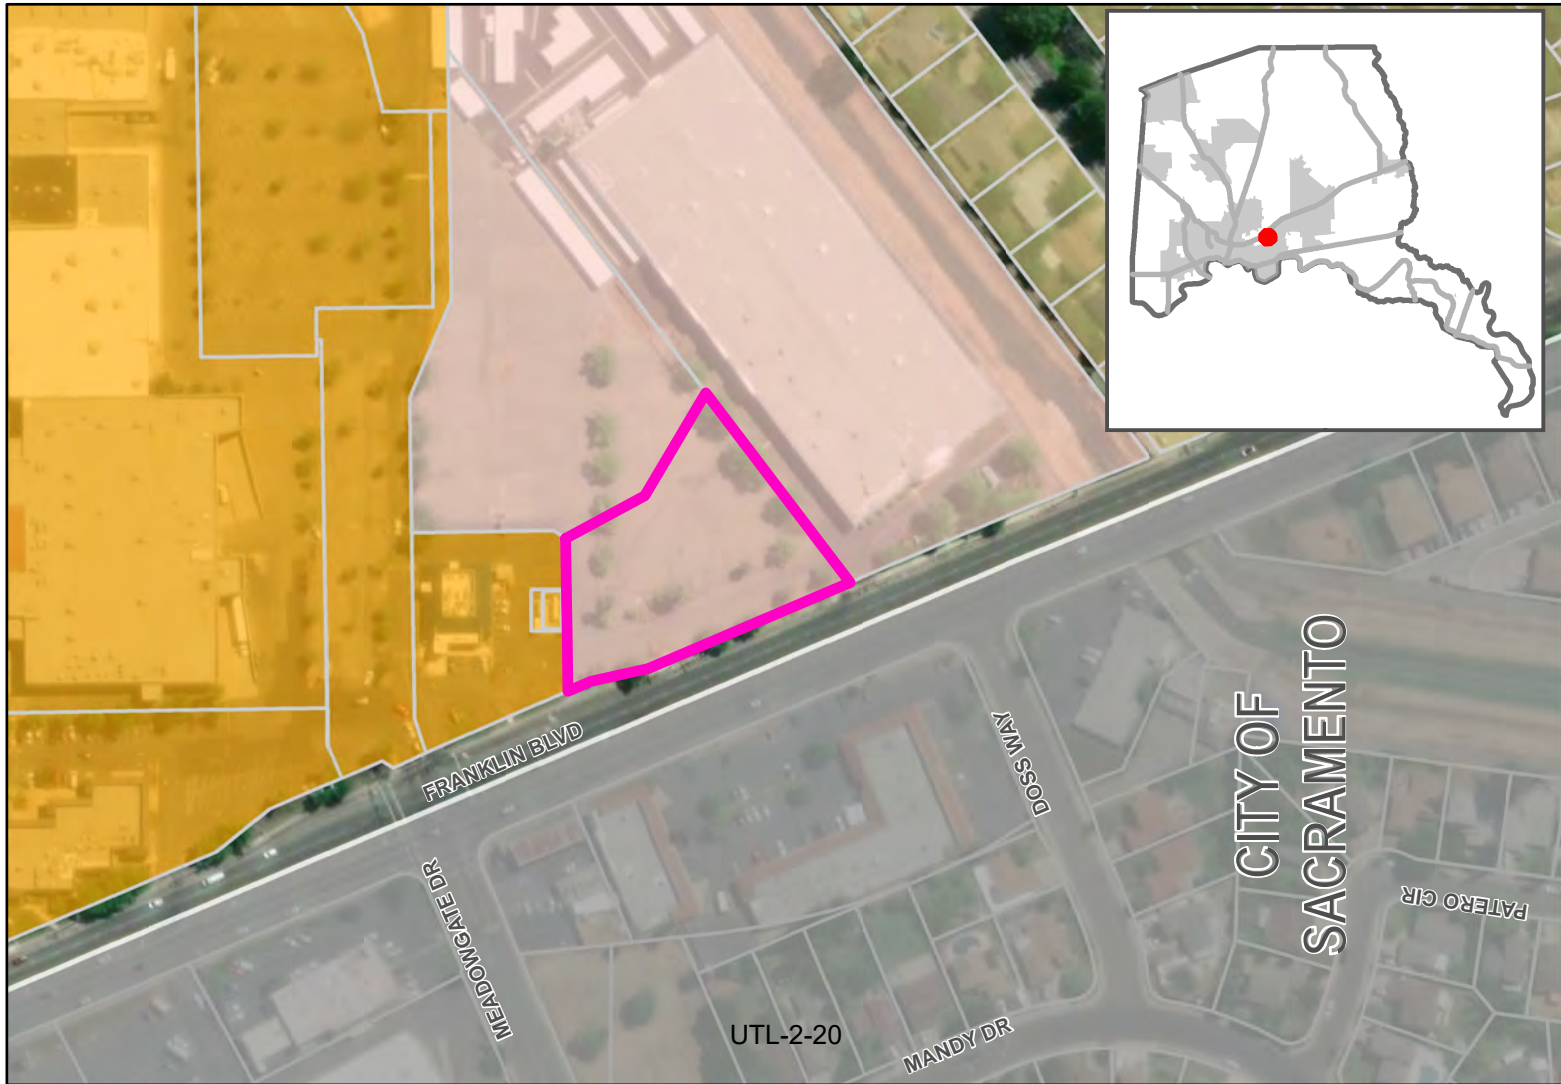 FRANKLIN BLVD
DOSS WAY
CITY OF
SACRAMENTO
MEADOWGATE DR
PATERO CIR
UTL-2-20
MANDY DR